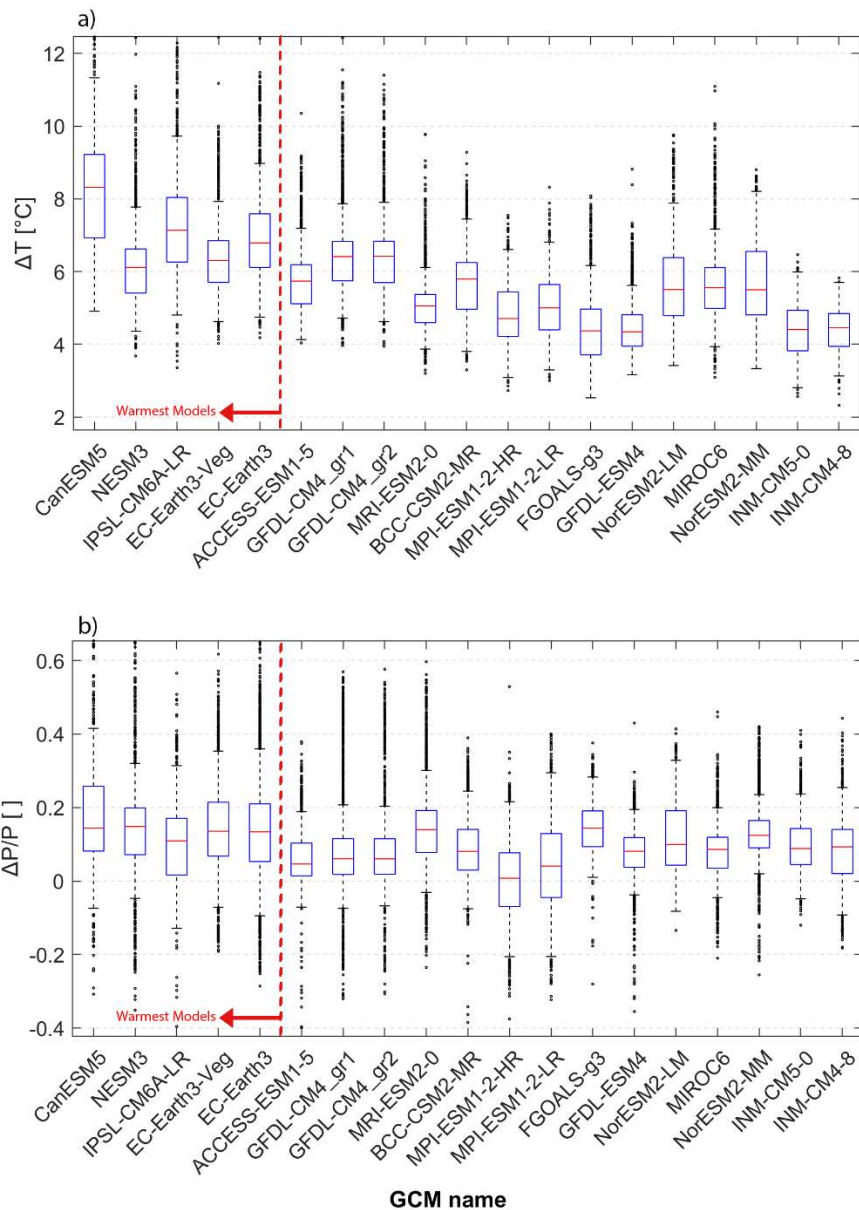 a)
12
10
8
6
4
2
ΔT [°C]
Warmest Models
CanESM5
NESM3
IPSL-CM6A-LR
EC-Earth3-Veg
EC-Earth3
ACCESS-ESM1-5
GFDL-CM4_gr1
GFDL-CM4_gr2
MRI-ESM2-0
BCC-CSM2-MR
MPI-ESM1-2-HR
MPI-ESM1-2-LR
FGOALS-g3
GFDL-ESM4
NorESM2-LM
MIROC6
NorESM2-MM
INM-CM5-0
INM-CM4-8
b)
0.6
0.4
0.2
0
-0.2
-0.4
ΔP/P [ ]
Warmest Models
CanESM5
NESM3
IPSL-CM6A-LR
EC-Earth3-Veg
EC-Earth3
ACCESS-ESM1-5
GFDL-CM4_gr1
GFDL-CM4_gr2
MRI-ESM2-0
BCC-CSM2-MR
MPI-ESM1-2-HR
MPI-ESM1-2-LR
FGOALS-g3
GFDL-ESM4
NorESM2-LM
MIROC6
NorESM2-MM
INM-CM5-0
INM-CM4-8
GCM name